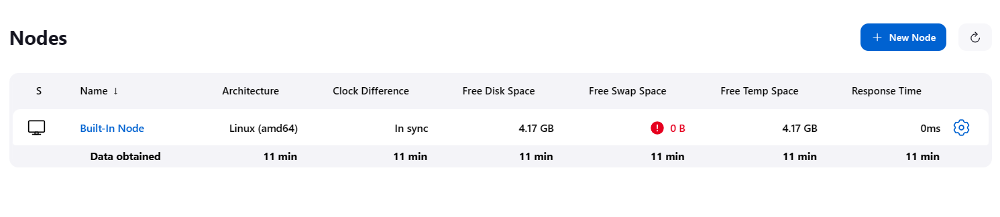 Nodes
+ New Node
S Name ↓ Architecture Clock Difference Free Disk Space Free Swap Space Free Temp Space Response Time
Built-In Node Linux (amd64) In sync 4.17 GB ! 0 B 4.17 GB 0ms
Data obtained 11 min 11 min 11 min 11 min 11 min 11 min